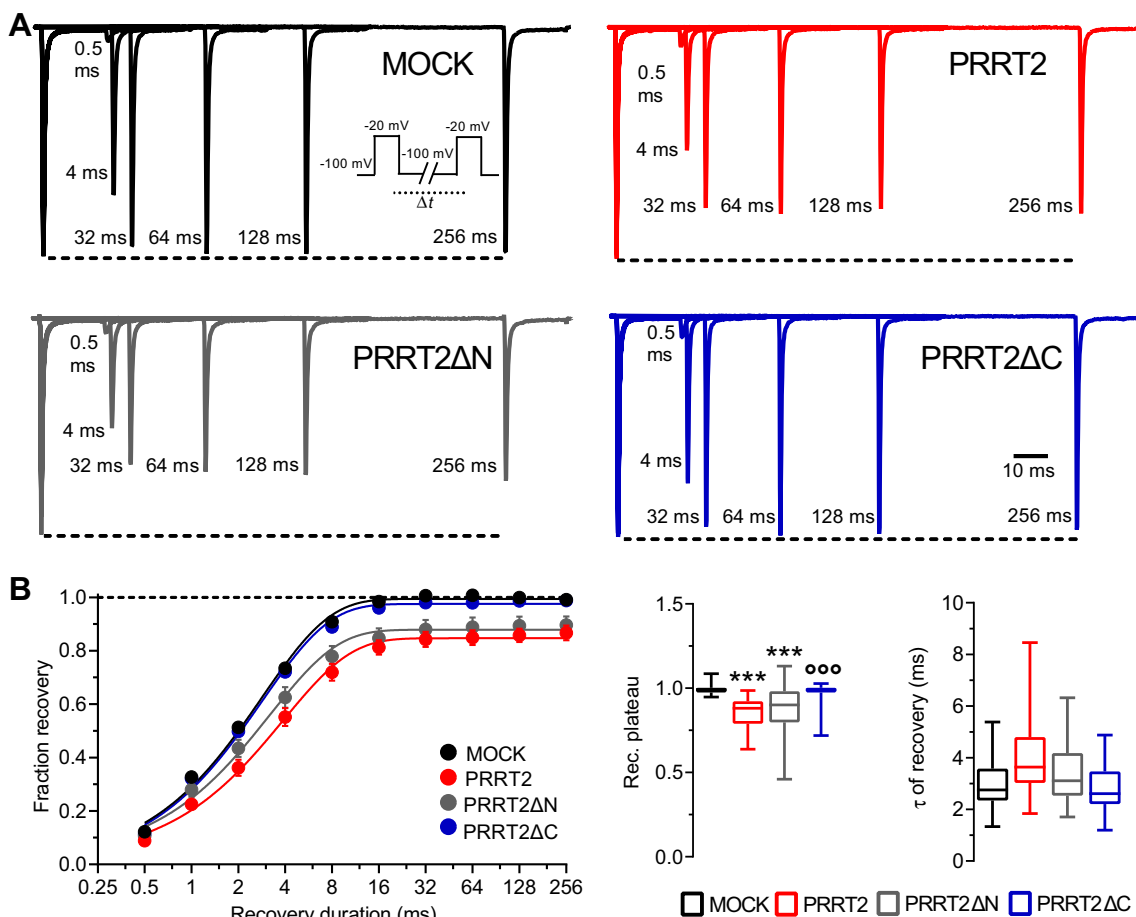 A
MOCK
0.5
ms
4 ms
32 ms
64 ms
128 ms
256 ms
-20 mV
-20 mV
-100 mV
-100 mV
Δt
PRRT2
0.5
ms
4 ms
32 ms
64 ms
128 ms
256 ms
PRRT2ΔN
0.5
ms
4 ms
32 ms
64 ms
128 ms
256 ms
PRRT2ΔC
0.5
ms
4 ms
32 ms
64 ms
128 ms
256 ms
10 ms
B
Fraction recovery
1.0
0.8
0.6
0.4
0.2
0.0
0.25 0.5 1 2 4 8 16 32 64 128 256
Recovery duration (ms)
MOCK
PRRT2
PRRT2ΔN
PRRT2ΔC
Rec. plateau
1.5
1.0
0.5
0.0
***
***
°°°
τ of recovery (ms)
10
8
6
4
2
0
MOCK PRRT2 PRRT2ΔN PRRT2ΔC